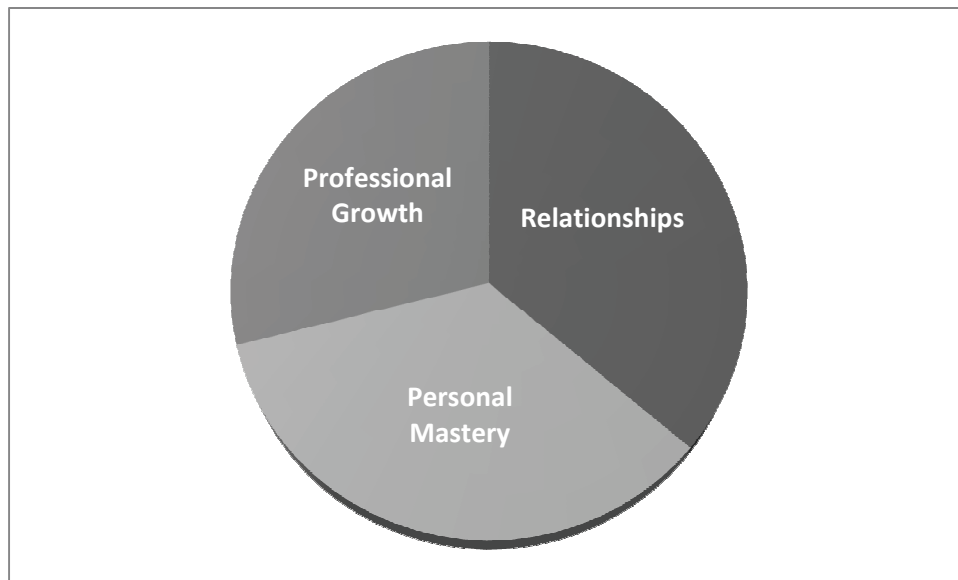 Professional
Growth
Relationships
Personal
Mastery